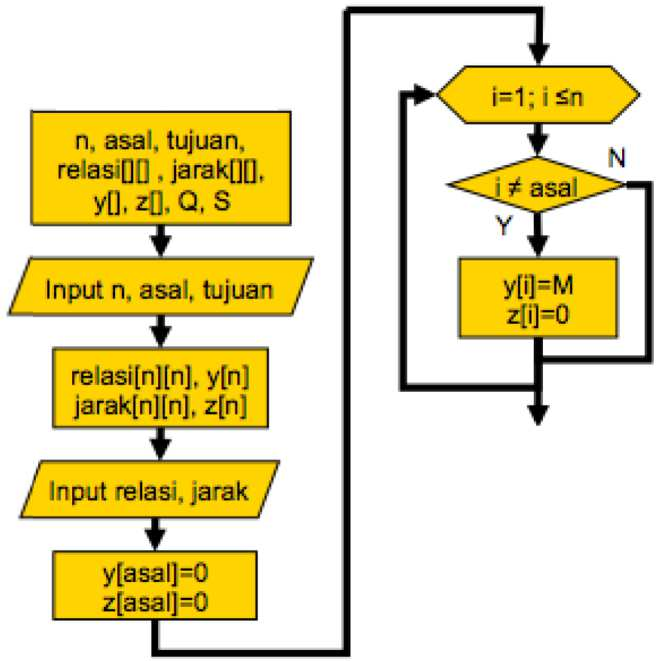 n, asal, tujuan,
relasi[][] , jarak[][],
y[], z[], Q, S
Input n, asal, tujuan
relasi[n][n], y[n]
jarak[n][n], z[n]
Input relasi, jarak
y[asal]=0
z[asal]=0
i=1; i ≤n
i ≠ asal
N
Y
y[i]=M
z[i]=0